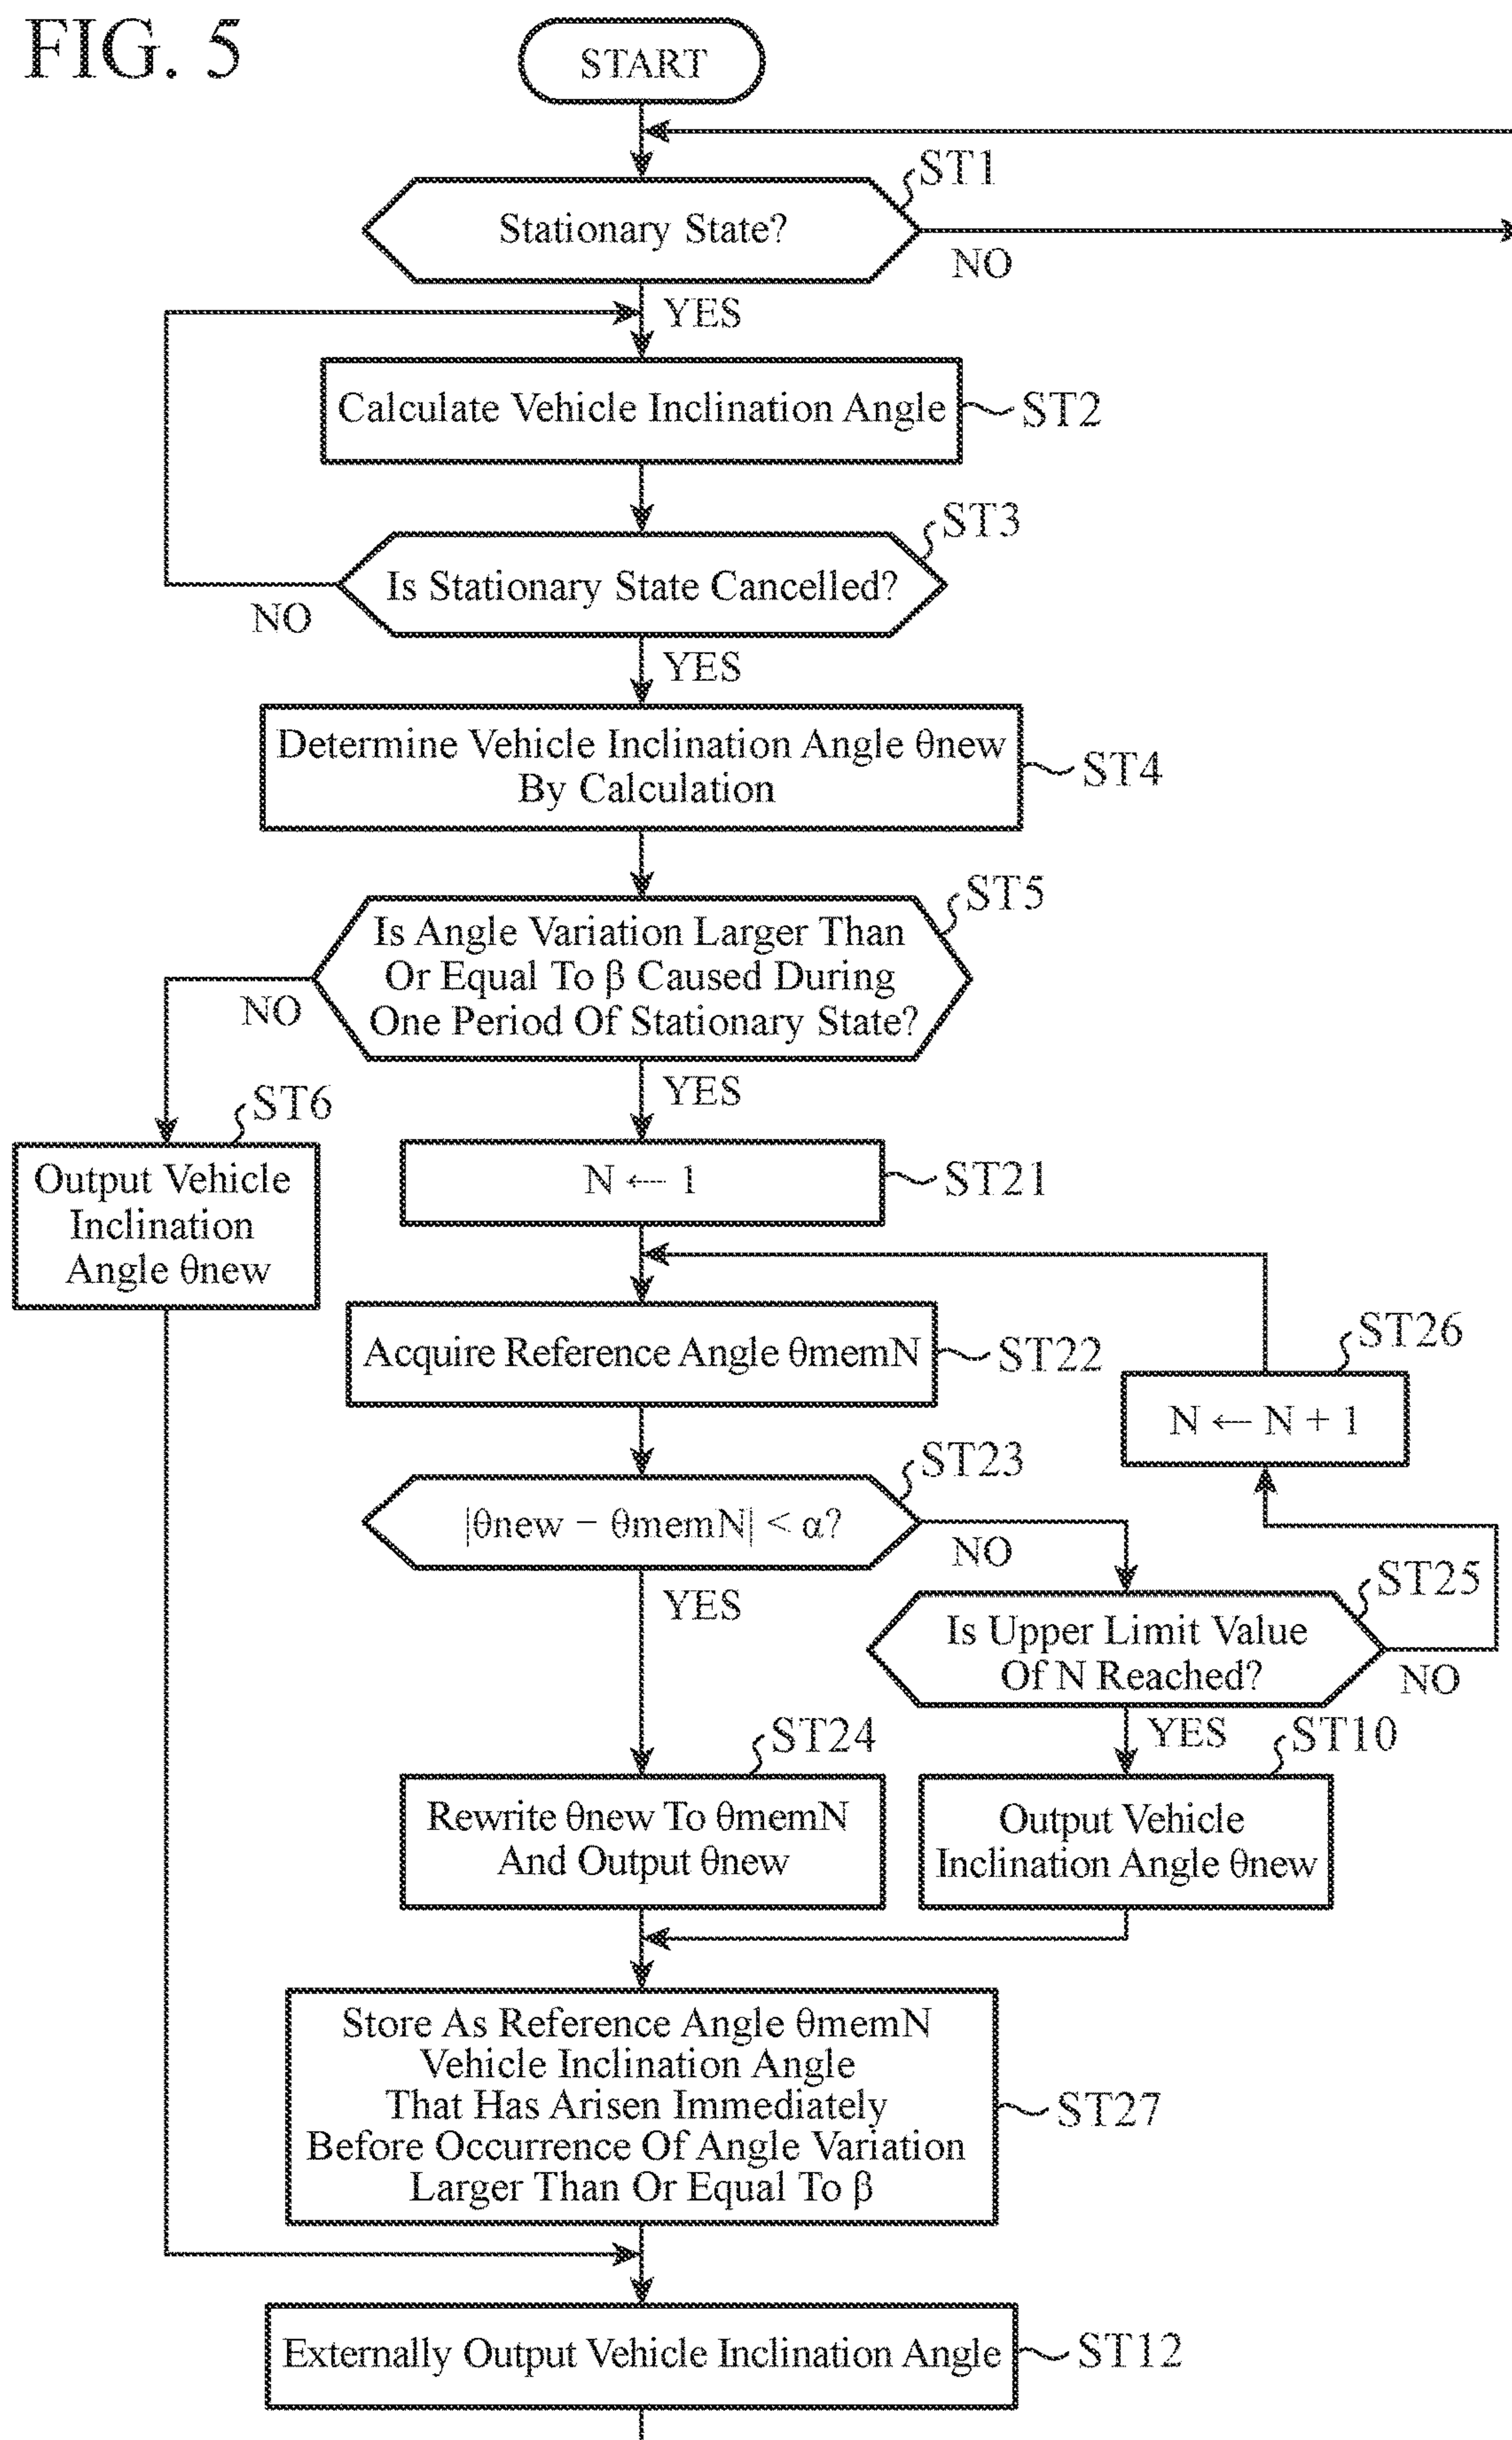 FIG. 5
START
ST1
Stationary State?
NO
YES
Calculate Vehicle Inclination Angle
ST2
ST3
Is Stationary State Cancelled?
NO
YES
Determine Vehicle Inclination Angle θnew
By Calculation
ST4
ST5
Is Angle Variation Larger Than
Or Equal To β Caused During
One Period Of Stationary State?
NO
YES
ST6
Output Vehicle
Inclination
Angle θnew
N ← 1
ST21
Acquire Reference Angle θmemN
ST22
ST26
N ← N + 1
ST23
|θnew − θmemN| < α?
NO
YES
ST25
Is Upper Limit Value
Of N Reached?
NO
YES
ST24
Rewrite θnew To θmemN
And Output θnew
ST10
Output Vehicle
Inclination Angle θnew
Store As Reference Angle θmemN
Vehicle Inclination Angle
That Has Arisen Immediately
Before Occurrence Of Angle Variation
Larger Than Or Equal To β
ST27
Externally Output Vehicle Inclination Angle
ST12